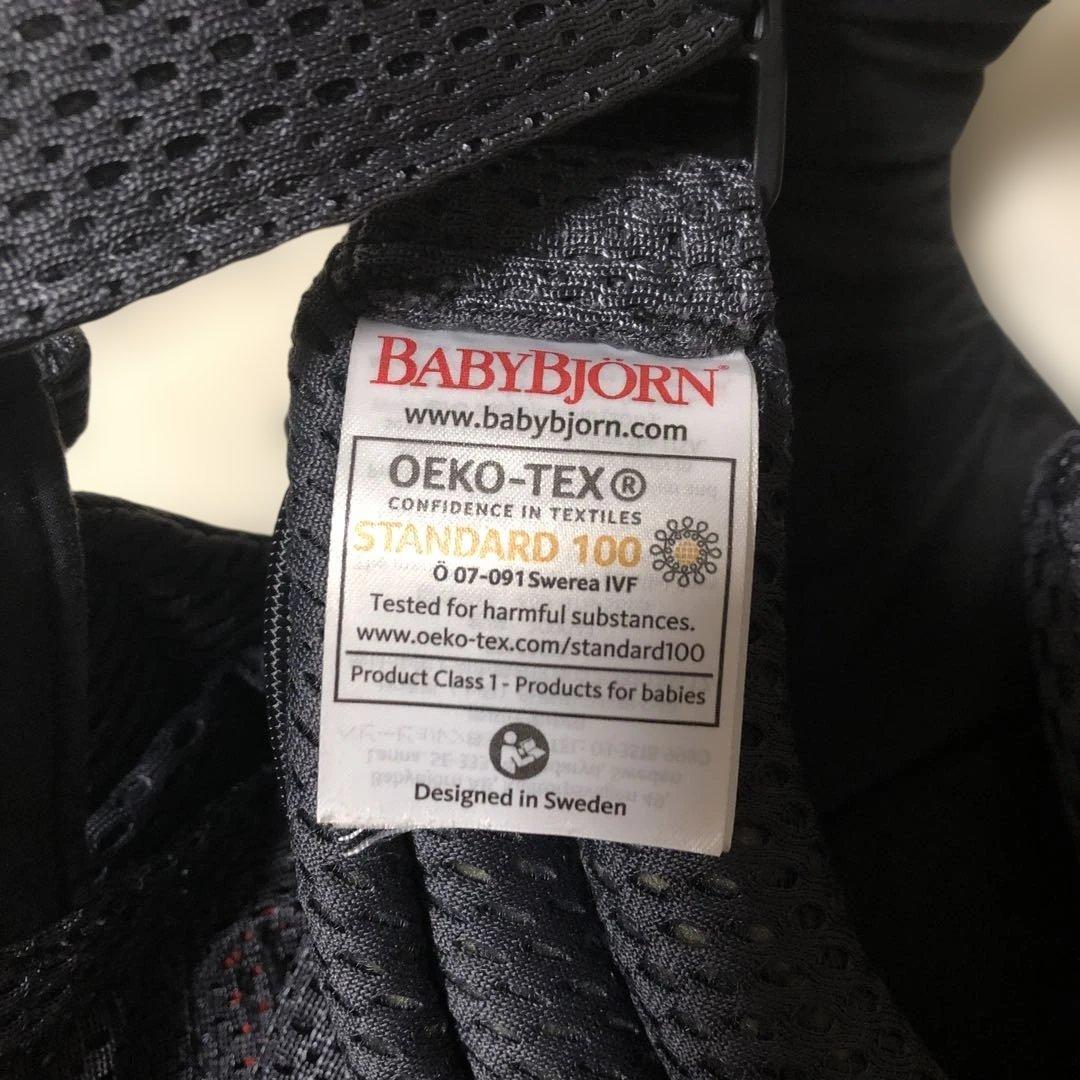 BABYBJÖRN®
www.babybjorn.com
OEKO-TEX®
CONFIDENCE IN TEXTILES
STANDARD 100
Ö 07-091 Swerea IVF
Tested for harmful substances.
www.oeko-tex.com/standard100
Product Class 1 - Products for babies
Designed in Sweden